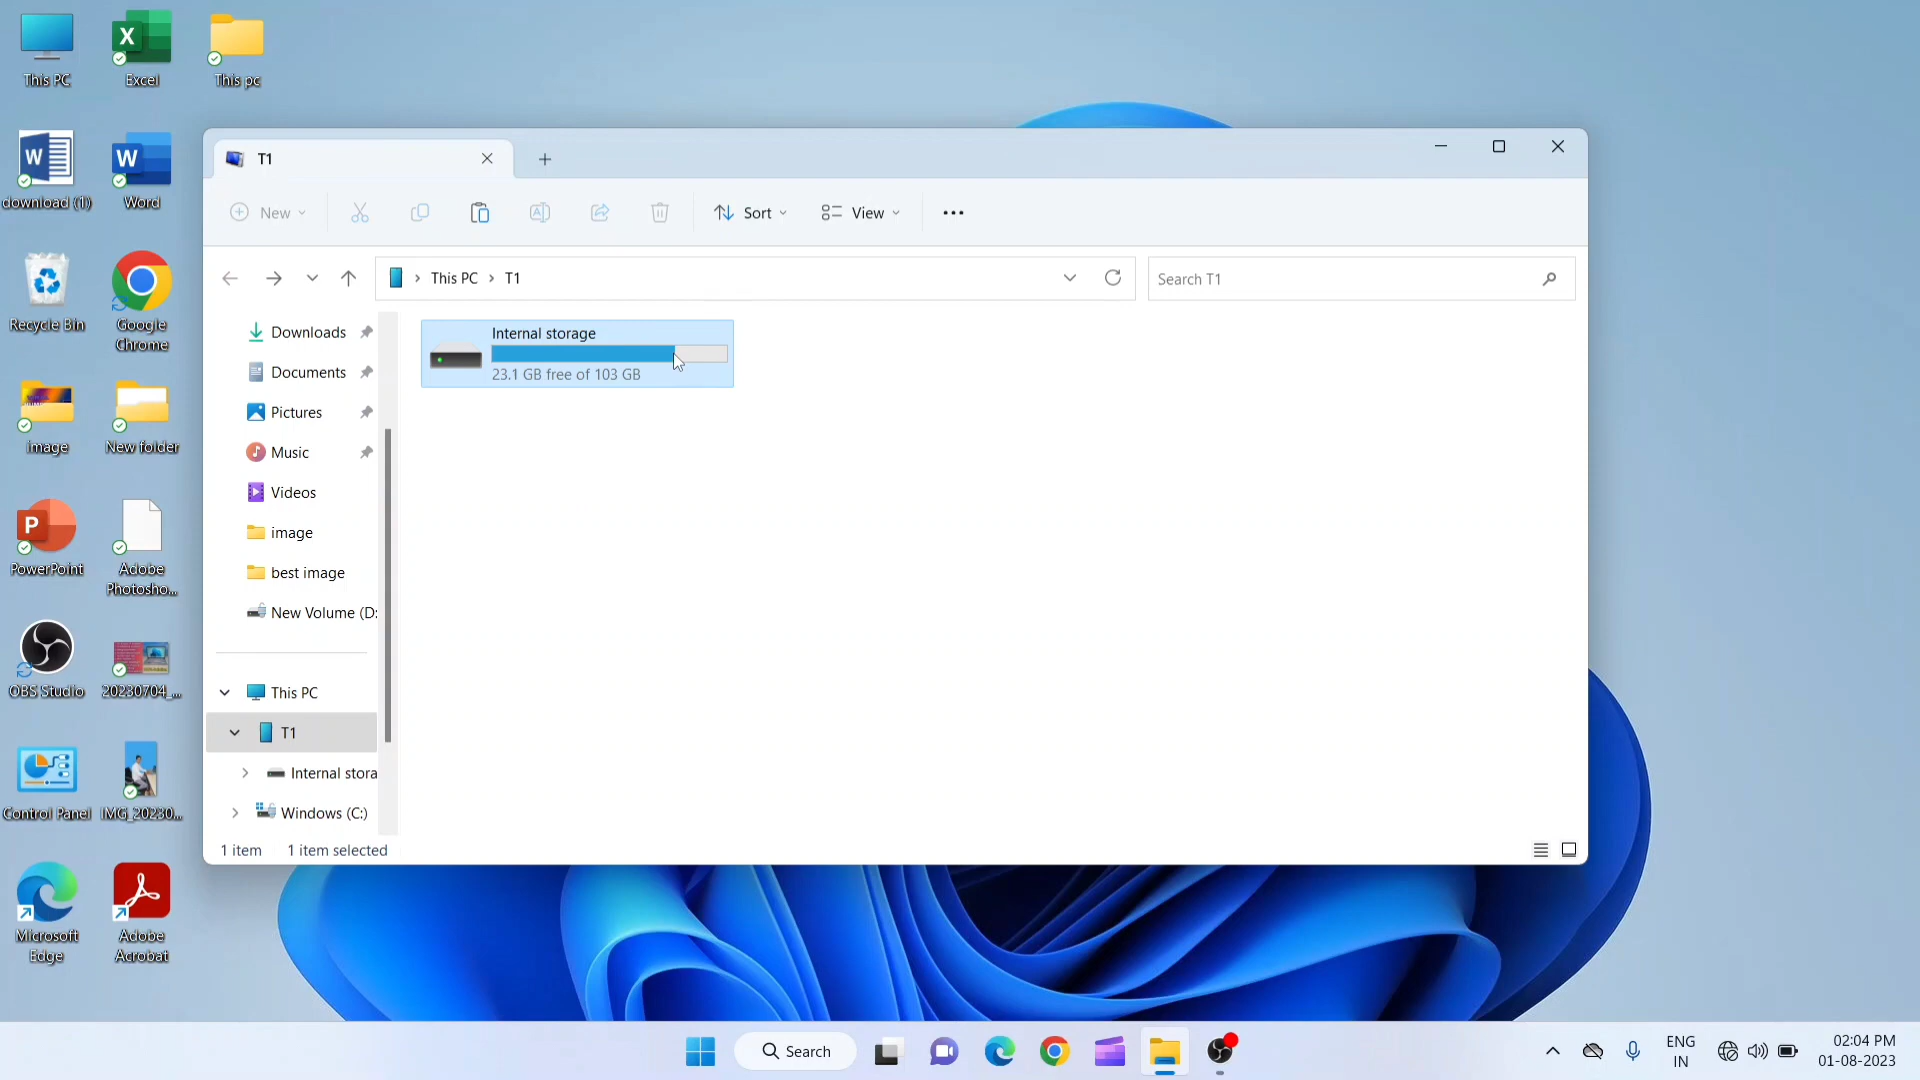 This PC
Excel
This pc
download (1)
Word
Recycle Bin
Google
Chrome
image
New folder
PowerPoint
Adobe
Photosho...
OBS Studio
20230704_...
Control Panel
IMG_20230...
Microsoft
Edge
Adobe
Acrobat
T1
New
Sort
View
This PC > T1
Search T1
Downloads
Documents
Pictures
Music
Videos
image
best image
New Volume (D:
This PC
T1
Internal stora
Windows (C:)
Internal storage
23.1 GB free of 103 GB
1 item 1 item selected
Search
ENG
IN
02:04 PM
01-08-2023